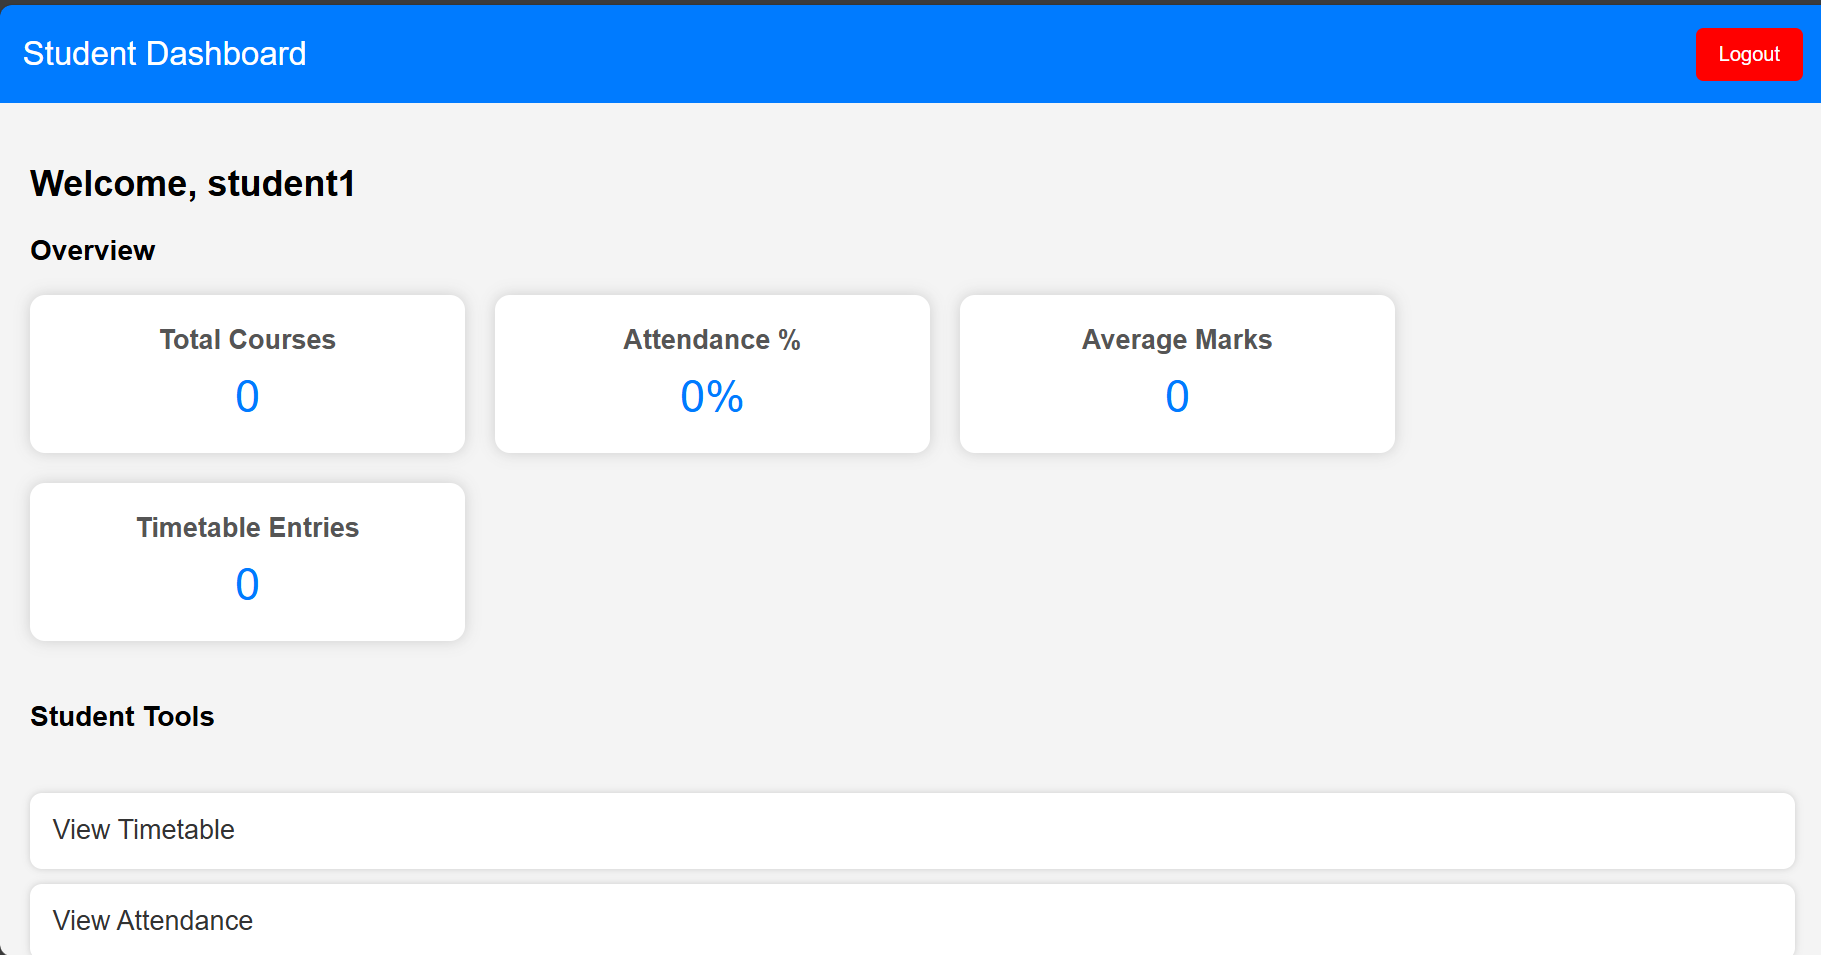 Student Dashboard
Logout
Welcome, student1
Overview
Total Courses
0
Attendance %
0%
Average Marks
0
Timetable Entries
0
Student Tools
View Timetable
View Attendance